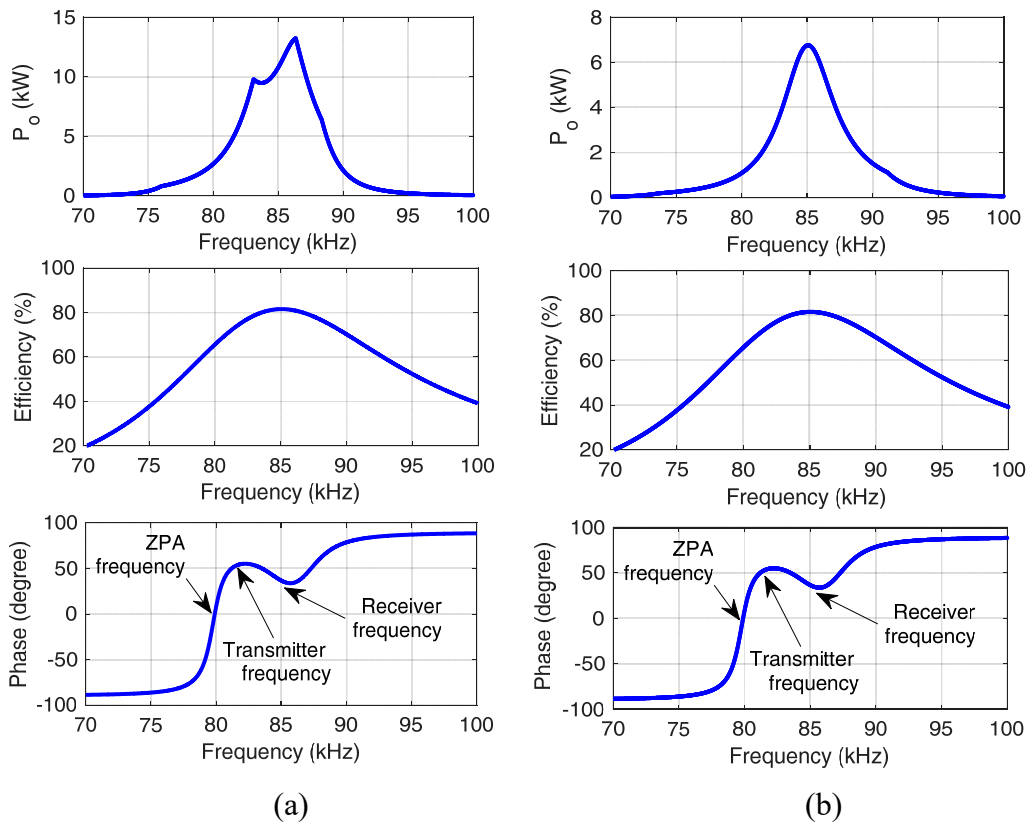 15
10
5
0
P_o (kW)
70 75 80 85 90 95 100
Frequency (kHz)
100
80
60
40
20
Efficiency (%)
70 75 80 85 90 95 100
Frequency (kHz)
100
50
0
-50
-100
Phase (degree)
ZPA
frequency
Receiver
frequency
Transmitter
frequency
70 75 80 85 90 95 100
Frequency (kHz)
(a)
8
6
4
2
0
P_o (kW)
70 75 80 85 90 95 100
Frequency (kHz)
100
80
60
40
20
Efficiency (%)
70 75 80 85 90 95 100
Frequency (kHz)
100
50
0
-50
-100
Phase (degree)
ZPA
frequency
Receiver
frequency
Transmitter
frequency
70 75 80 85 90 95 100
Frequency (kHz)
(b)